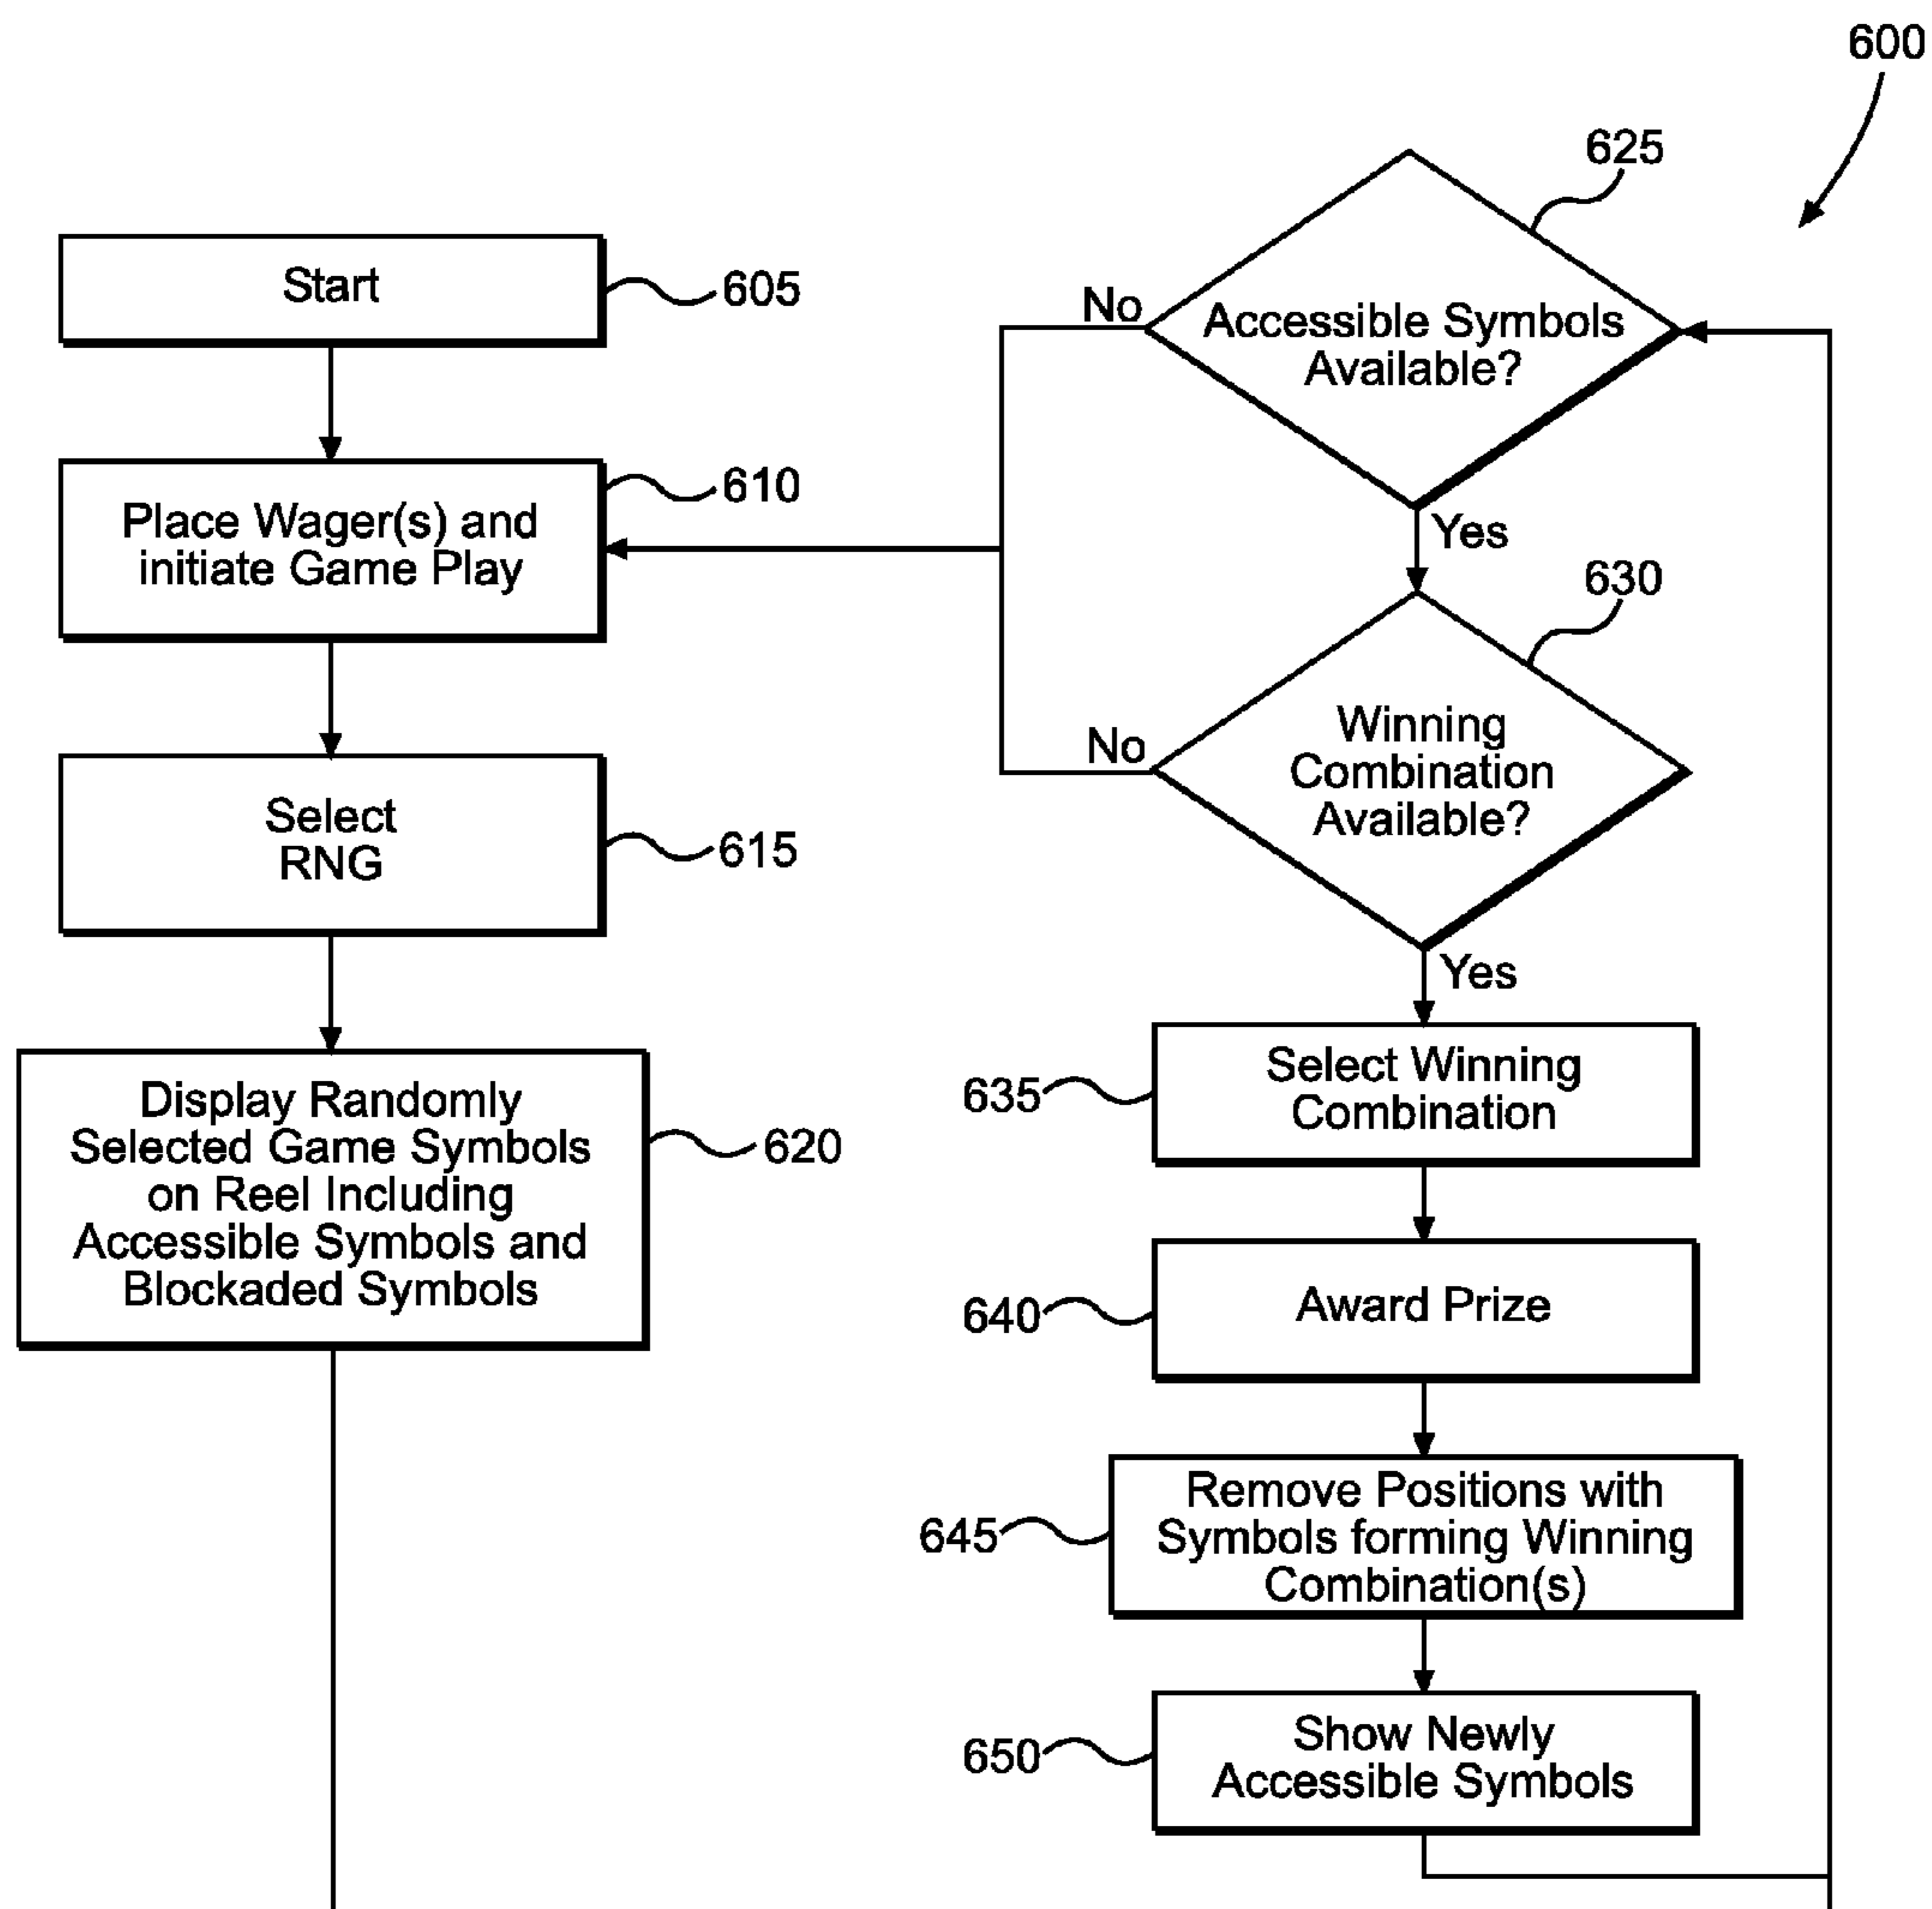 600
Start
605
Place Wager(s) and
initiate Game Play
610
Select
RNG
615
Display Randomly
Selected Game Symbols
on Reel Including
Accessible Symbols and
Blockaded Symbols
620
625
No
Accessible Symbols
Available?
Yes
630
No
Winning
Combination
Available?
Yes
635
Select Winning
Combination
640
Award Prize
645
Remove Positions with
Symbols forming Winning
Combination(s)
650
Show Newly
Accessible Symbols